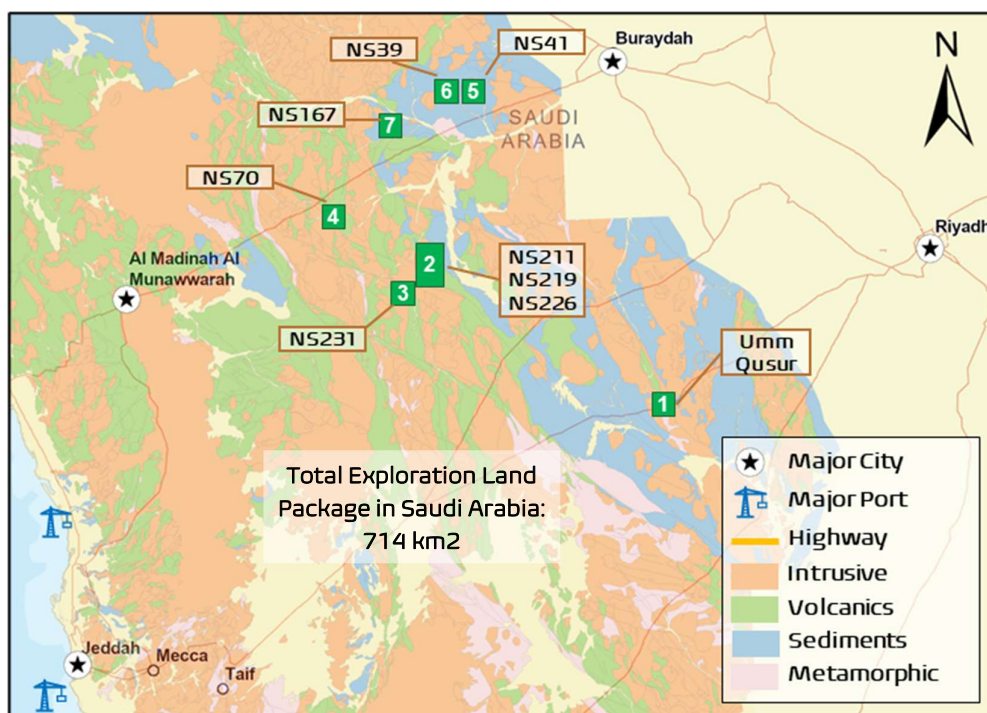 NS39
NS41
Buraydah
N
6
5
NS167
7
SAUDI
ARABIA
NS70
4
Riyadh
Al Madinah Al
Munawwarah
2
NS211
NS219
NS226
3
NS231
Umm
Qusur
1
Total Exploration Land
Package in Saudi Arabia:
714 km2
Major City
Major Port
Highway
Intrusive
Volcanics
Sediments
Metamorphic
Jeddah
Mecca
Taif